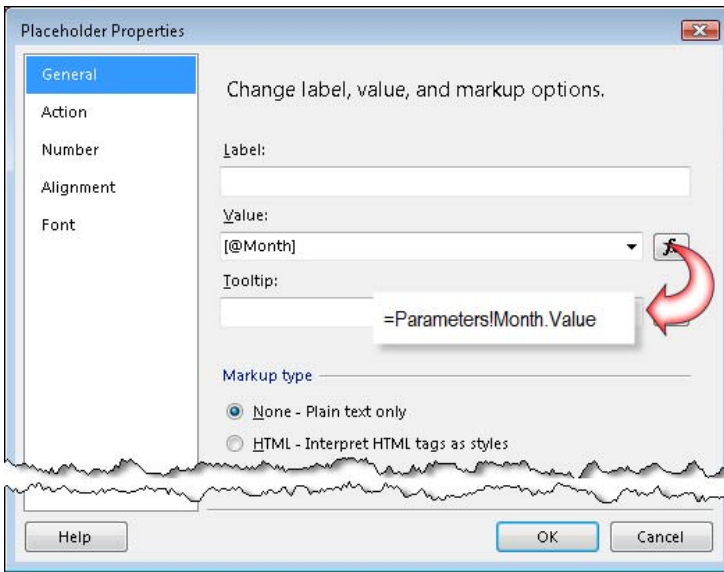 Placeholder Properties
General
Action
Number
Alignment
Font
Change label, value, and markup options.
Label:
Value:
[@Month]
fx
Tooltip:
=Parameters!Month.Value
Markup type
None - Plain text only
HTML - Interpret HTML tags as styles
Help
OK
Cancel